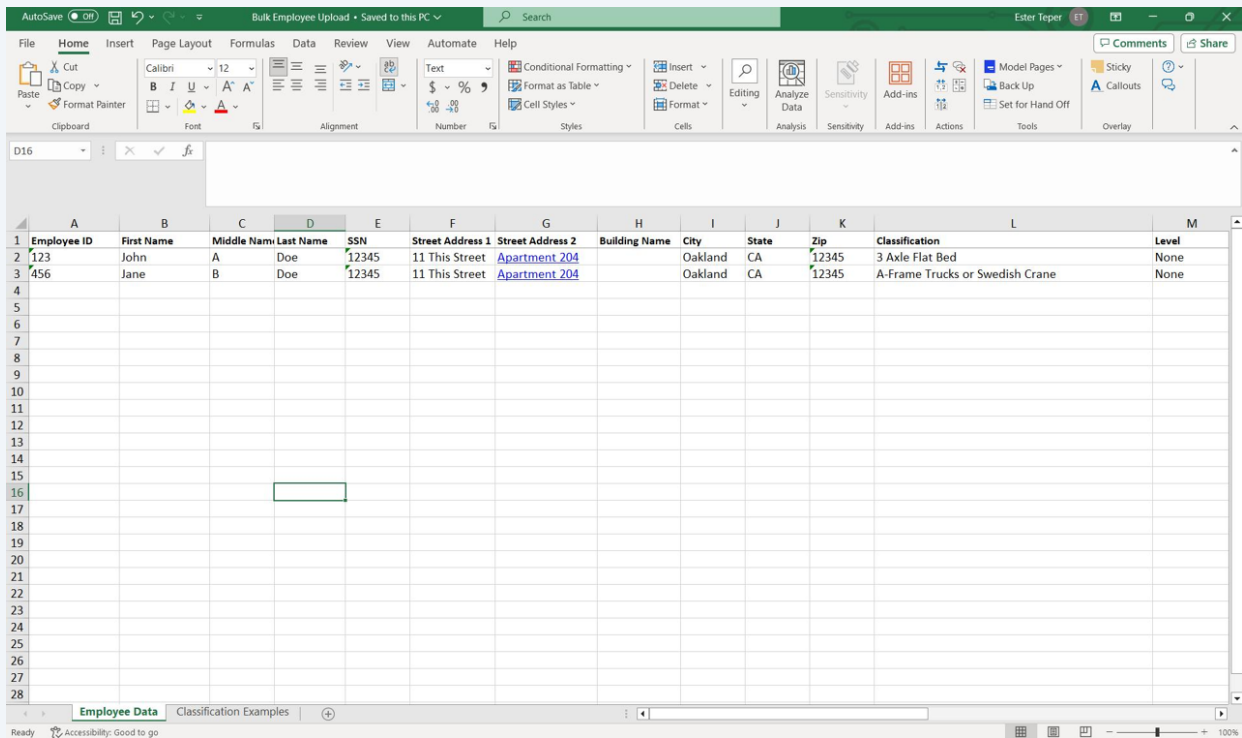 AutoSave Off Bulk Employee Upload • Saved to this PC Search Ester Teper ET
File Home Insert Page Layout Formulas Data Review View Automate Help Comments Share
Cut Calibri 12 ab Text Conditional Formatting Insert Model Pages Sticky
Paste Copy B I U A A $ % 9 Format as Table Delete Editing Analyze Data Sensitivity Add-ins Back Up A Callouts
Format Painter A .00 Cell Styles Format Set for Hand Off
Clipboard Font Alignment Number Styles Cells Analysis Sensitivity Add-ins Actions Tools Overlay
D16 fx
A B C D E F G H I J K L M
1 Employee ID First Name Middle Nam Last Name SSN Street Address 1 Street Address 2 Building Name City State Zip Classification Level
2 123 John A Doe 12345 11 This Street Apartment 204 Oakland CA 12345 3 Axle Flat Bed None
3 456 Jane B Doe 12345 11 This Street Apartment 204 Oakland CA 12345 A-Frame Trucks or Swedish Crane None
4
5
6
7
8
9
10
11
12
13
14
15
16
17
18
19
20
21
22
23
24
25
26
27
28
Employee Data Classification Examples
Ready Accessibility: Good to go 100%